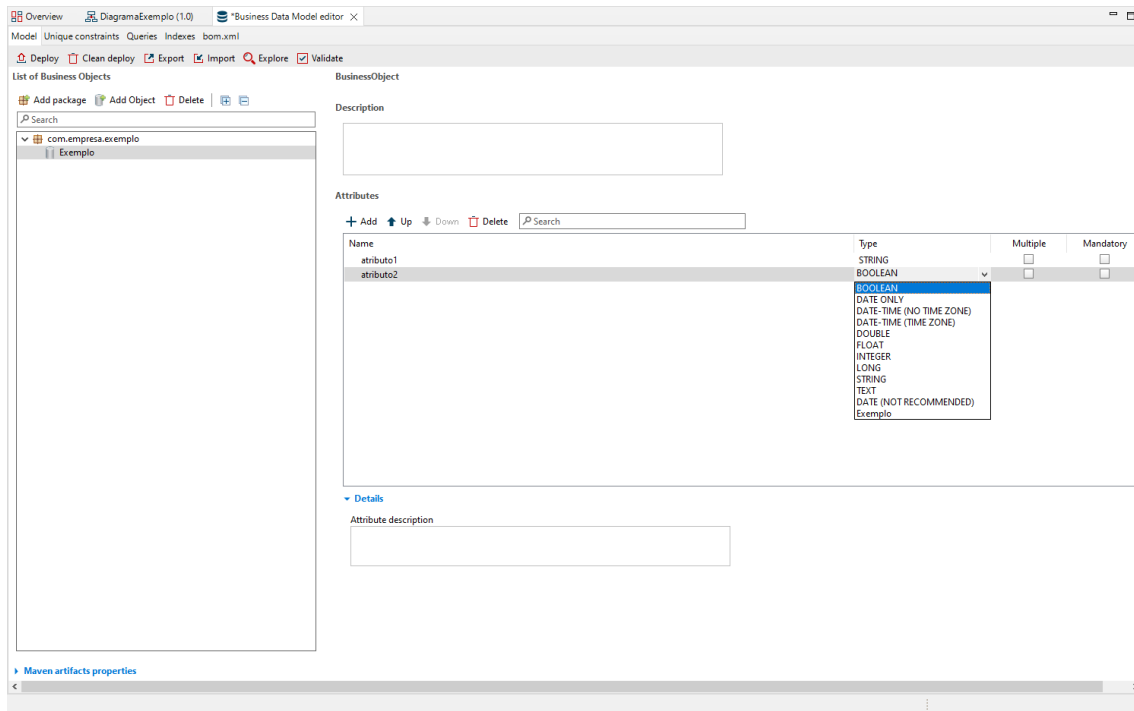 Overview DiagramaExemplo (1.0) *Business Data Model editor
Model Unique constraints Queries Indexes bom.xml
Deploy Clean deploy Export Import Explore Validate
List of Business Objects
Add package Add Object Delete
Search
com.empresa.exemplo
Exemplo
BusinessObject
Description
Attributes
Add Up Down Delete Search
Name Type Multiple Mandatory
atributo1 STRING
atributo2 BOOLEAN
BOOLEAN
DATE ONLY
DATE-TIME (NO TIME ZONE)
DATE-TIME (TIME ZONE)
DOUBLE
FLOAT
INTEGER
LONG
STRING
TEXT
DATE (NOT RECOMMENDED)
Exemplo
Details
Attribute description
Maven artifacts properties